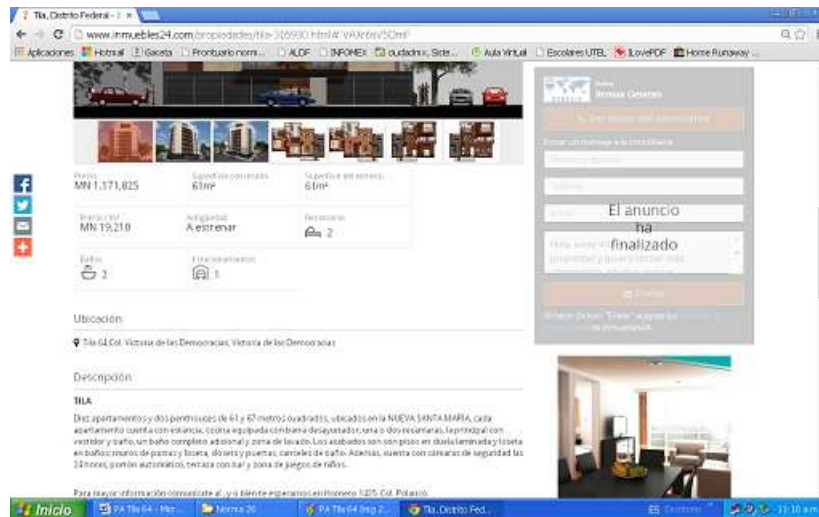 Tila, Distrito Federal - I
www.inmuebles24.com/propiedades/tila-
Aplicaciones Hotmail Gaceta Prontuario norm... ALDF INFOMEX ciudadmx, Siste... Aula Virtual Escolares UTEL ILovePDF Home Runaway ...
Precio
MN 1,171,825
Superficie construida
61m²
Superficie del terreno
61m²
Precio / m²
MN 19,210
Antigüedad
A estrenar
Recámaras
2
Baños
2
Estacionamientos
1
El anuncio
ha
finalizado
Ubicación
Tila 64, Col. Victoria de las Democracias, Victoria de las Democracias
Descripción
TILA
Diez apartamentos y dos penthouses de 61 y 67 metros cuadrados, ubicados en la NUEVA SANTA MARIA, cada
apartamento cuenta con estancia, cocina equipada con barra desayunador, una o dos recamaras, la principal con
vestidor y baño, un baño completo adicional y zona de lavado. Los acabados son con pisos en duela laminada y loseta
en baños; muros de pastas y loseta, closets y puertas, canceles de baño. Además, cuenta con cámaras de seguridad las
24 horas, portón automático, terraza con bar y zona de juegos de niños.
Para mayor información comunicate al , y o bien te esperamos en Homero 1425 Col. Polanco.
Inicio PA Tila 64 - Micr... Norma 26 PA Tila 64 Img 2... Tila, Distrito Fed... ES 11:10 a.m.